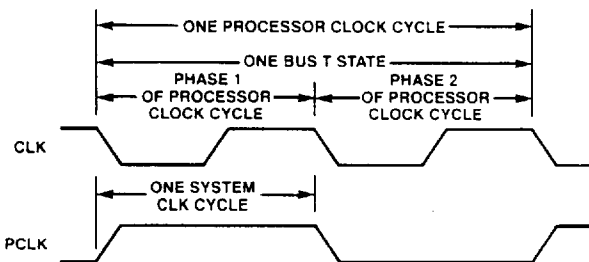 ONE PROCESSOR CLOCK CYCLE
ONE BUS T STATE
PHASE 1
OF PROCESSOR
CLOCK CYCLE
PHASE 2
OF PROCESSOR
CLOCK CYCLE
CLK
ONE SYSTEM
CLK CYCLE
PCLK